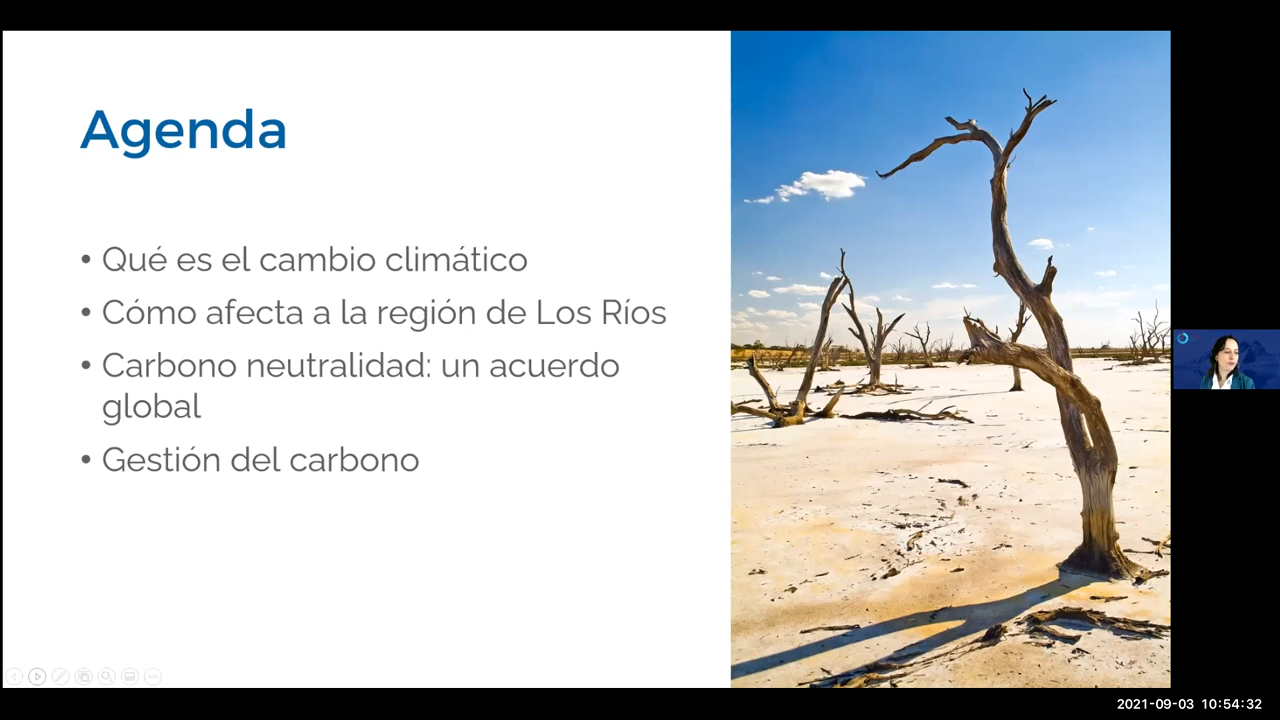 Agenda
• Qué es el cambio climático
• Cómo afecta a la región de Los Ríos
• Carbono neutralidad: un acuerdo
global
• Gestión del carbono
2021-09-03 10:54:32